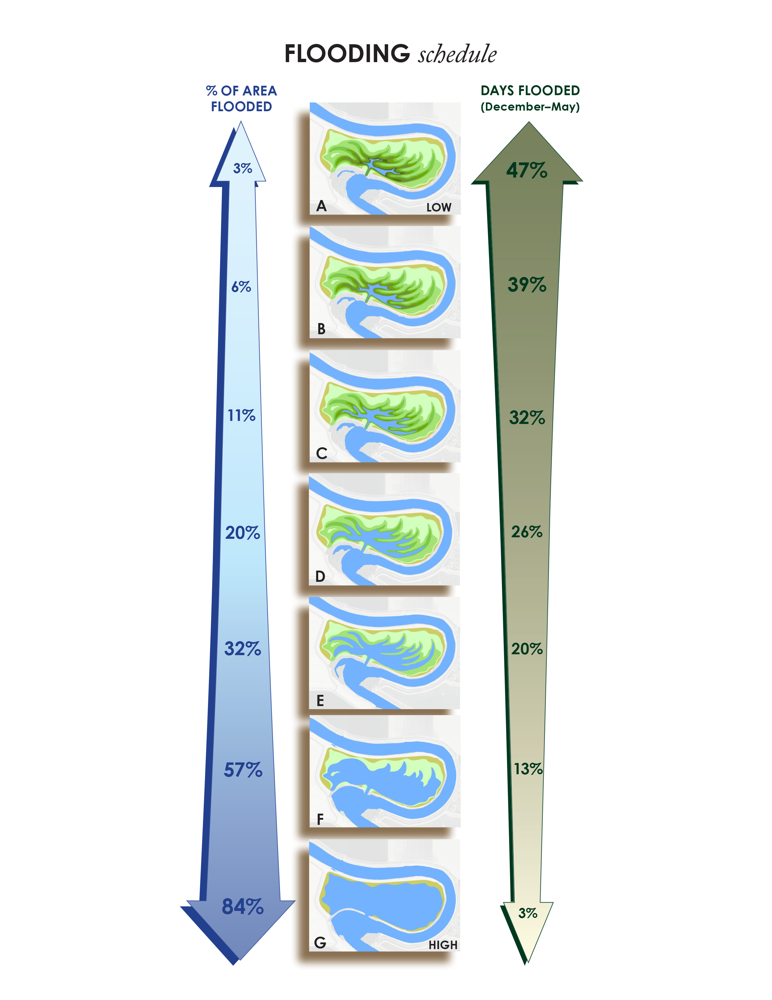 FLOODING schedule
% OF AREA
FLOODED
DAYS FLOODED
(December–May)
3%
47%
A
LOW
6%
39%
B
11%
32%
C
20%
26%
D
32%
20%
E
57%
13%
F
84%
3%
G
HIGH